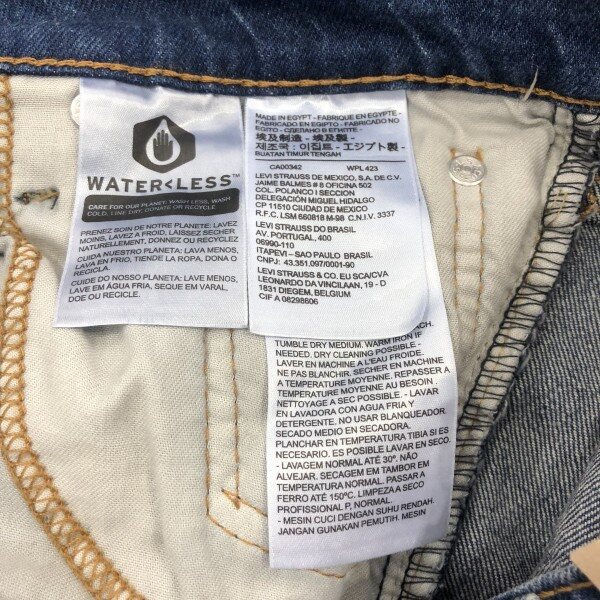 WATER<LESS™
CARE FOR OUR PLANET: WASH LESS, WASH
COLD, LINE DRY, DONATE OR RECYCLE
PRENEZ SOIN DE NOTRE PLANETE: LAVEZ
MOINS, LAVEZ A FROID, LAISSEZ SECHER
NATURELLEMENT, DONNEZ OU RECYCLEZ
CUIDA NUESTRO PLANETA: LAVA MENOS,
LAVA EN FRIO, TIENDE LA ROPA, DONA O
RECICLA.
CUIDE DO NOSSO PLANETA: LAVE MENOS,
LAVE EM ÁGUA FRIA, SEQUE EM VARAL,
DOE OU RECICLE.
MADE IN EGYPT - FABRIQUE EN EGYPTE -
FABRICADO EN EGIPTO - FABRICADO NO
EGITO - СДЕЛАНО В ЕГИПТЕ -
埃及制造 - 埃及製造 -
제조국 : 이집트 - エジプト製 -
BUATAN TIMUR TENGAH
CA00342 WPL 423
LEVI STRAUSS DE MEXICO, S.A. DE C.V.
JAIME BALMES # 8 OFICINA 502
COL. POLANCO I SECCION
DELEGACIÓN MIGUEL HIDALGO
CP 11510 CIUDAD DE MEXICO
R.F.C. LSM 660818 M-98 C.N.I.V. 3337
LEVI STRAUSS DO BRASIL
AV. PORTUGAL, 400
06990-110
ITAPEVI – SAO PAULO BRASIL
CNPJ: 43.351.097/0001-90
LEVI STRAUSS & CO. EU SCA/CVA
LEONARDO DA VINCILAAN, 19 - D
1831 DIEGEM, BELGIUM
CIF A 08298606
TUMBLE DRY MEDIUM. WARM IRON IF
NEEDED. DRY CLEANING POSSIBLE -
LAVER EN MACHINE A L'EAU FROIDE.
NE PAS BLANCHIR. SECHER EN MACHINE
A TEMPERATURE MOYENNE. REPASSER
A TEMPERATURE MOYENNE AU BESOIN .
NETTOYAGE A SEC POSSIBLE. - LAVAR
EN LAVADORA CON AGUA FRIA Y
DETERGENTE. NO USAR BLANQUEADOR.
SECADO MEDIO EN SECADORA.
PLANCHAR EN TEMPERATURA TIBIA SI ES
NECESARIO. ES POSIBLE LAVAR EN SECO.
- LAVAGEM NORMAL ATÉ 30º. NÃO
ALVEJAR. SECAGEM EM TAMBOR EM
TEMPERATURA NORMAL. PASSAR A
FERRO ATÉ 150ºC. LIMPEZA A SECO
PROFISSIONAL P, NORMAL.
- MESIN CUCI DENGAN SUHU RENDAH.
JANGAN GUNAKAN PEMUTIH. MESIN